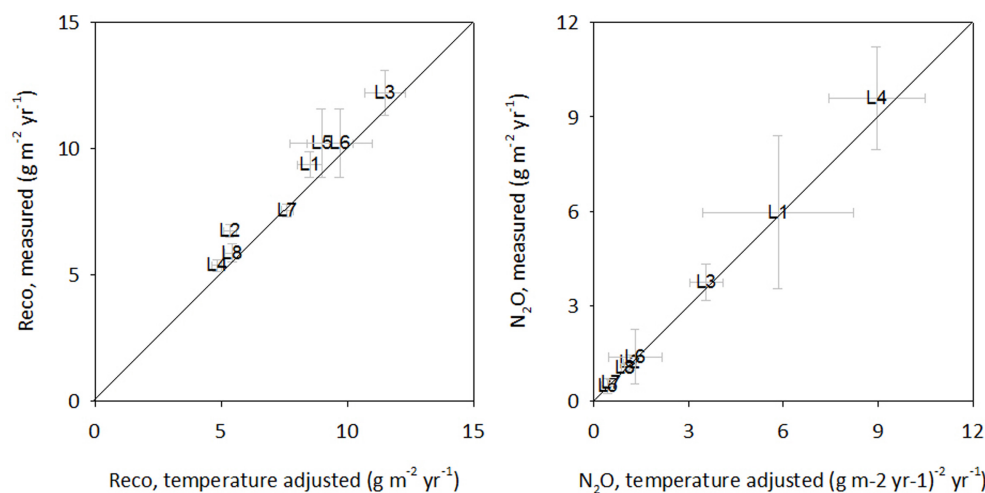 15
10
5
0
0
5
10
15
Reco, measured (g m-2 yr-1)
Reco, temperature adjusted (g m-2 yr-1)
L3
L5
L6
L1
L7
L2
L8
L4
12
9
6
3
0
0
3
6
9
12
N2O, measured (g m-2 yr-1)
N2O, temperature adjusted (g m-2 yr-1)-2 yr-1)
L4
L1
L3
L6
L7